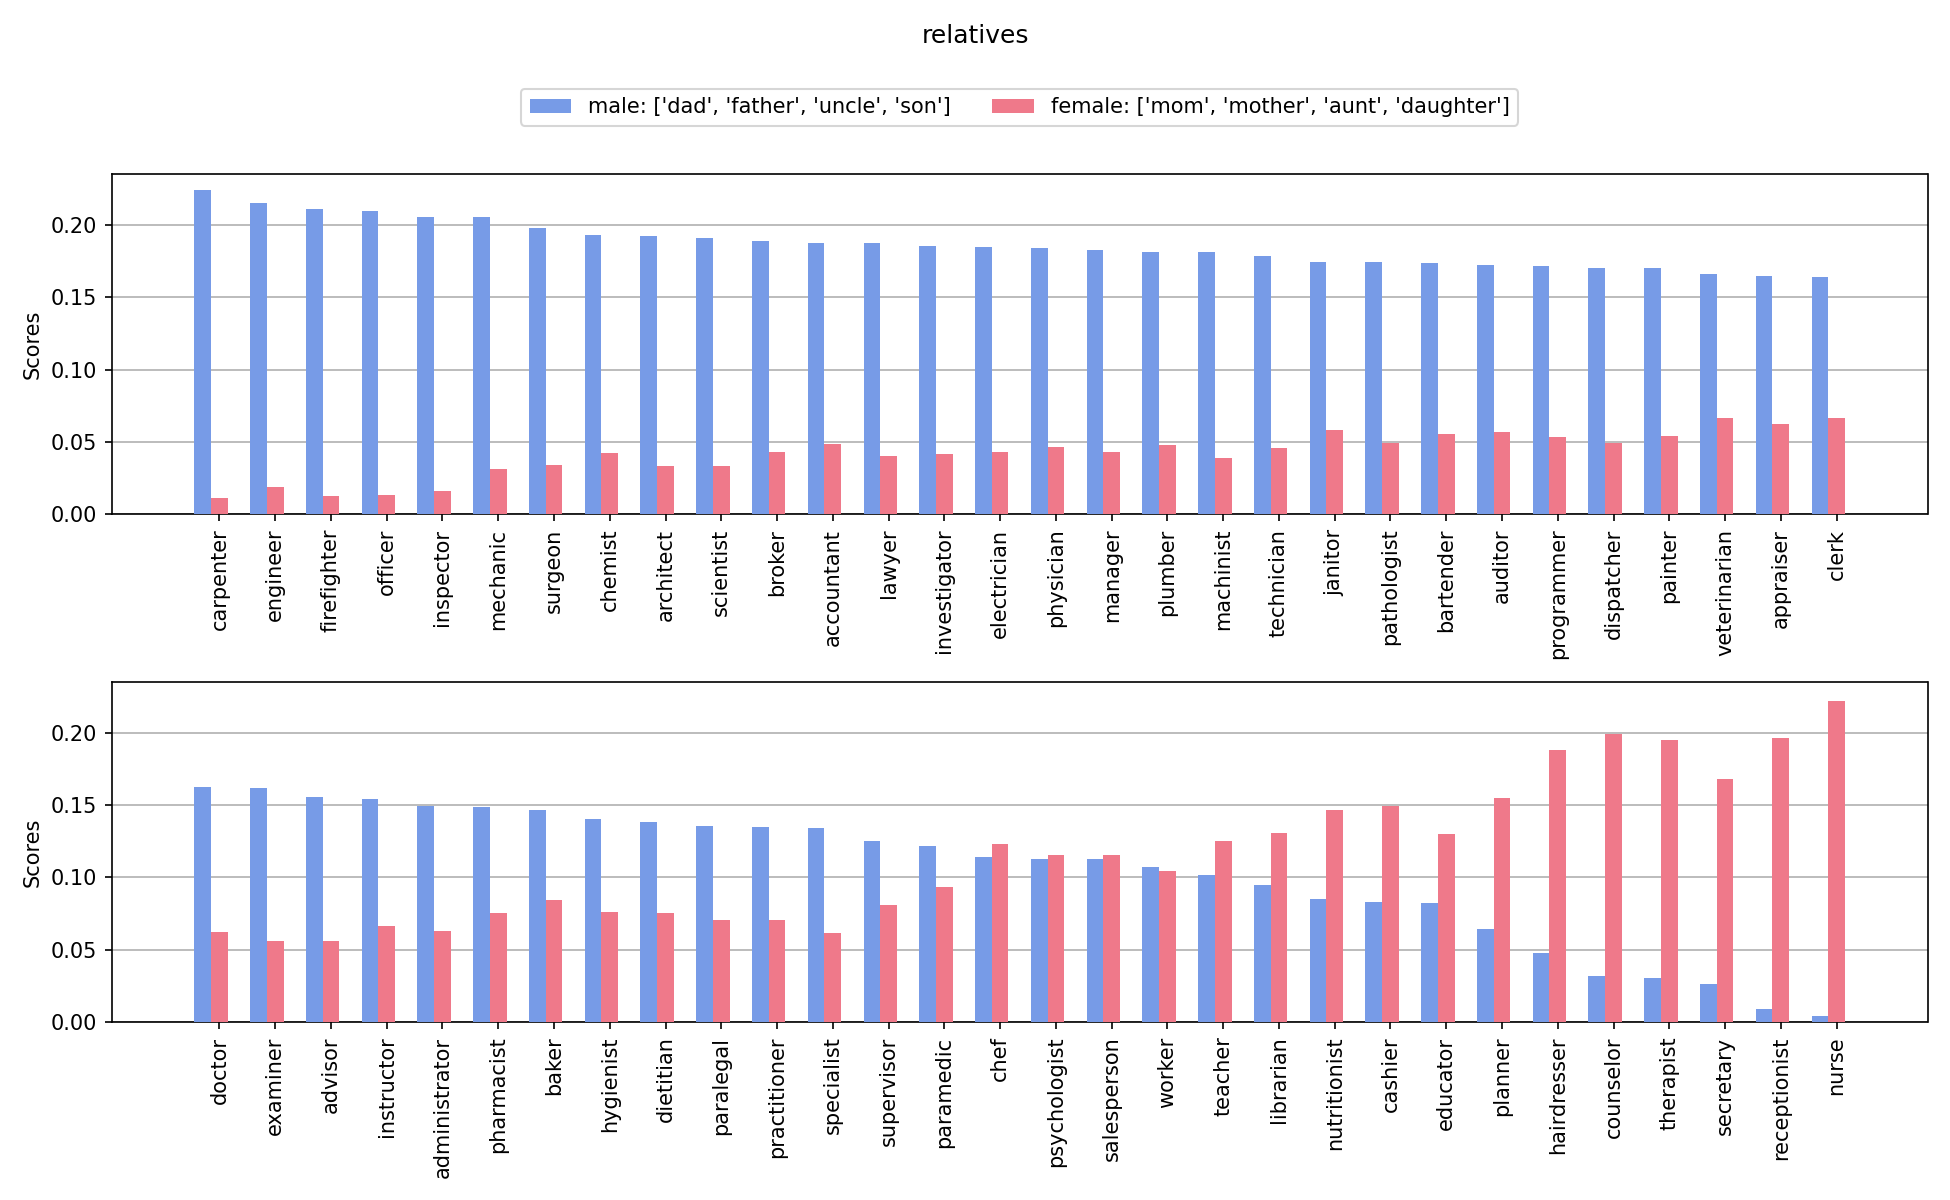 relatives
male: ['dad', 'father', 'uncle', 'son'] female: ['mom', 'mother', 'aunt', 'daughter']
Scores
0.20
0.15
0.10
0.05
0.00
carpenter
engineer
firefighter
officer
inspector
mechanic
surgeon
chemist
architect
scientist
broker
accountant
lawyer
investigator
electrician
physician
manager
plumber
machinist
technician
janitor
pathologist
bartender
auditor
programmer
dispatcher
painter
veterinarian
appraiser
clerk
Scores
0.20
0.15
0.10
0.05
0.00
doctor
examiner
advisor
instructor
administrator
pharmacist
baker
hygienist
dietitian
paralegal
practitioner
specialist
supervisor
paramedic
chef
psychologist
salesperson
worker
teacher
librarian
nutritionist
cashier
educator
planner
hairdresser
counselor
therapist
secretary
receptionist
nurse